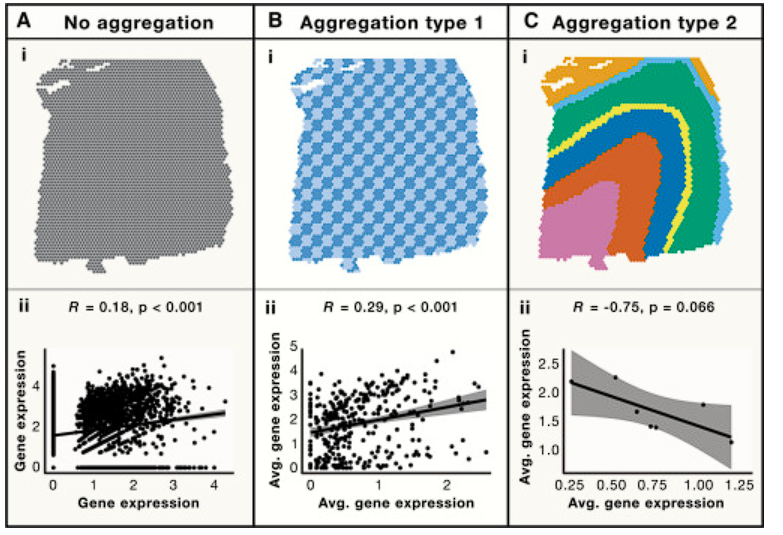 A No aggregation
B Aggregation type 1
C Aggregation type 2
i
i
i
ii R = 0.18, p < 0.001
ii R = 0.29, p < 0.001
ii R = -0.75, p = 0.066
Gene expression
4
2
0
0 1 2 3 4
Gene expression
Avg. gene expression
5
4
3
2
1
0
0 1 2
Avg. gene expression
Avg. gene expression
2.5
2.0
1.5
1.0
0.25 0.50 0.75 1.00 1.25
Avg. gene expression